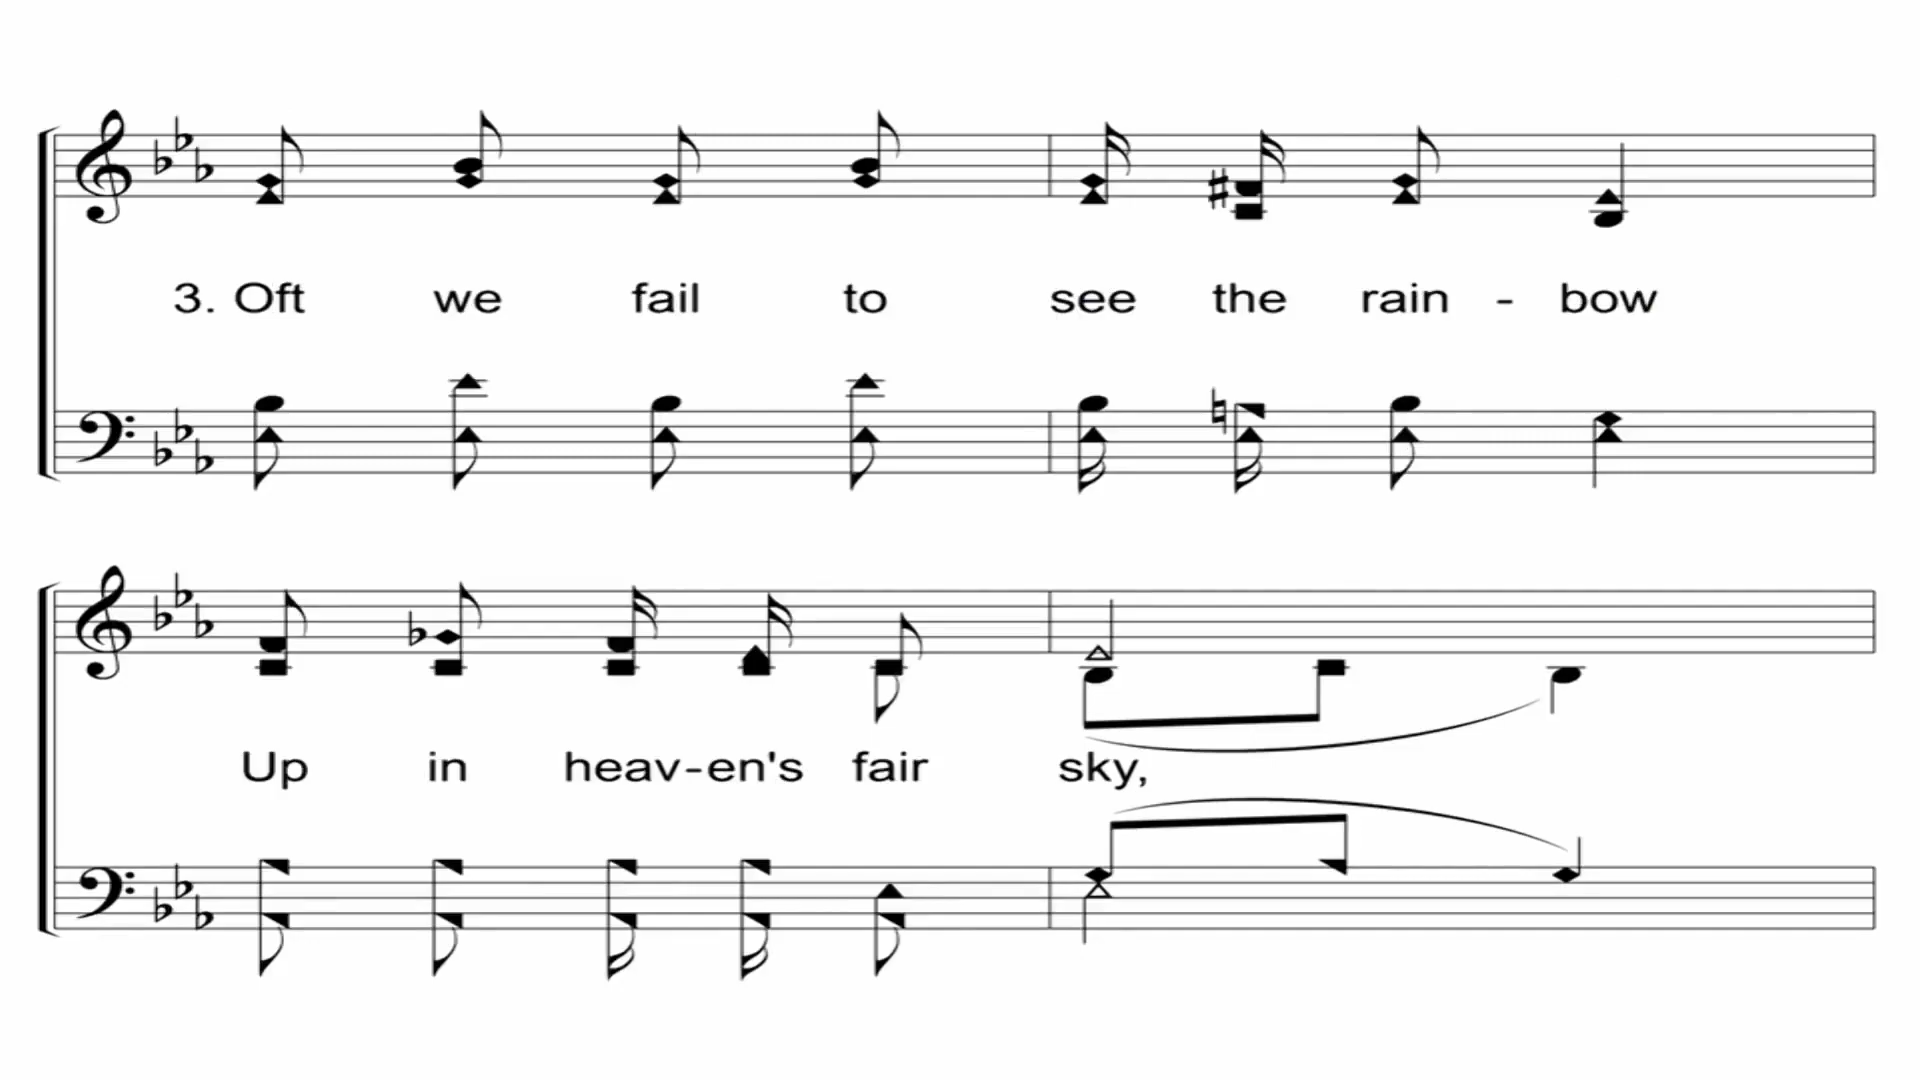 3. Oft we fail to see the rain - bow
Up in heav-en's fair sky,